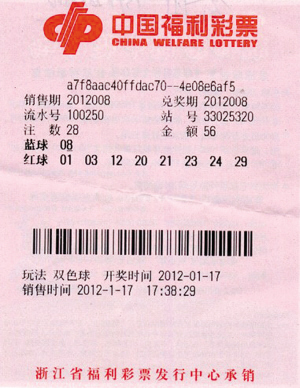 中国福利彩票
CHINA WELFARE LOTTERY
a7f8aac40ffdac70--4e08e6af5
销售期 2012008 兑奖期 2012008
流水号 100250 站 号 33025320
注 数 28 金 额 56
蓝球 08
红球 01 03 12 20 21 23 24 29
玩法 双色球 开奖时间 2012-01-17
销售时间 2012-1-17 17:38:29
浙江省福利彩票发行中心承销